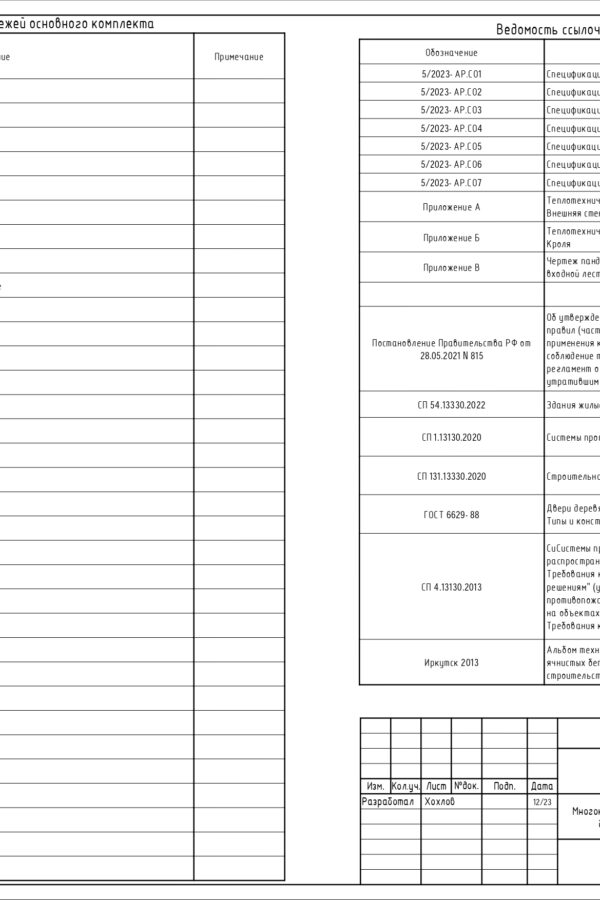 ежей основного комплекта
ние
Примечание
е
Ведомость ссылоч
Обозначение
5/2023- АР.С01
Спецификаци
5/2023- АР.С02
Спецификаци
5/2023- АР.С03
Спецификаци
5/2023- АР.С04
Спецификаци
5/2023- АР.С05
Спецификаци
5/2023- АР.С06
Спецификаци
5/2023- АР.С07
Спецификаци
Приложение А
Теплотехнич
Внешняя стен
Приложение Б
Теплотехнич
Кроля
Приложение В
Чертеж панд
входной лест
Постановление Правительства РФ от
28.05.2021 N 815
Об утвержде
правил (част
применения к
соблюдение т
регламент о
утратившим
СП 54.13330.2022
Здания жилы
СП 1.13130.2020
Системы прот
СП 131.13330.2020
Строительна
ГОСТ 6629- 88
Двери деревя
Типы и конст
СП 4.13130.2013
СиСистемы пр
распростран
Требования к
решениям" (у
противопожа
на объектах
Требования к
Иркутск 2013
Альбом техн
ячнистых бет
строительст
Изм. Кол.уч. Лист №док. Подп. Дата
Разработал Хохлов 12/23
Многок